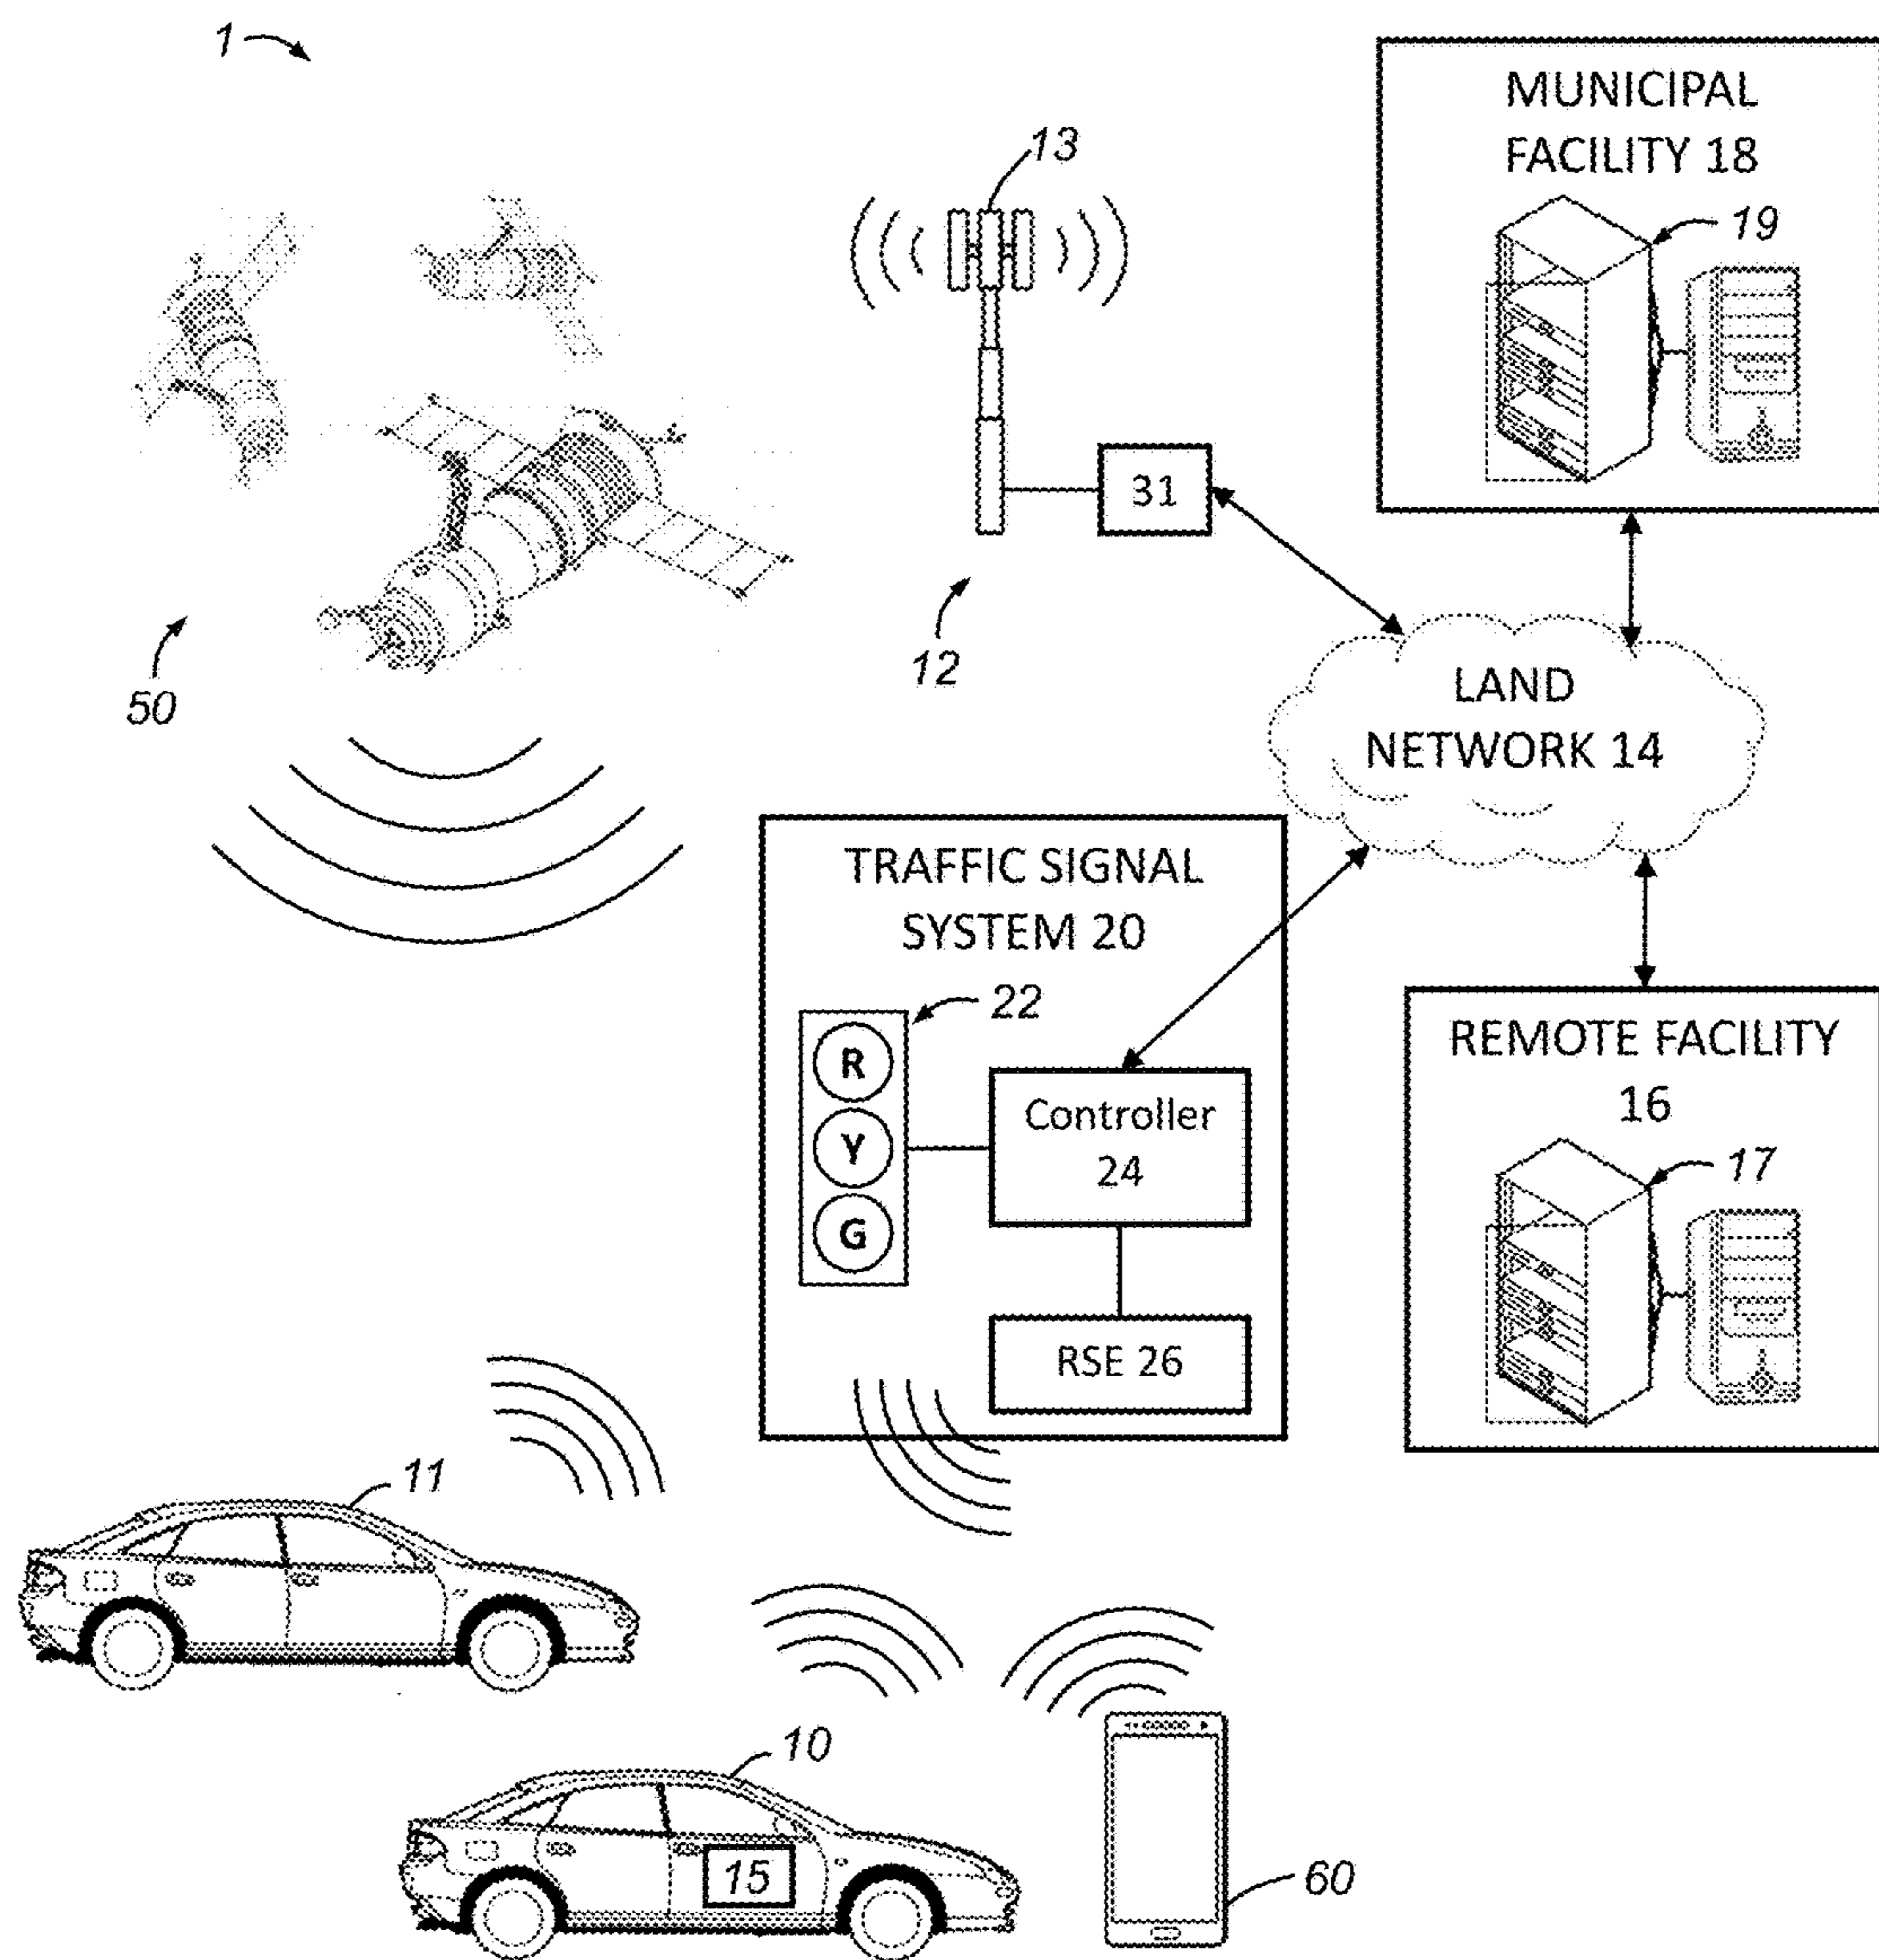 1
MUNICIPAL
FACILITY 18
13
19
31
12
50
LAND
NETWORK 14
TRAFFIC SIGNAL
SYSTEM 20
22
R
Y
G
Controller
24
RSE 26
REMOTE FACILITY
16
17
11
10
15
60